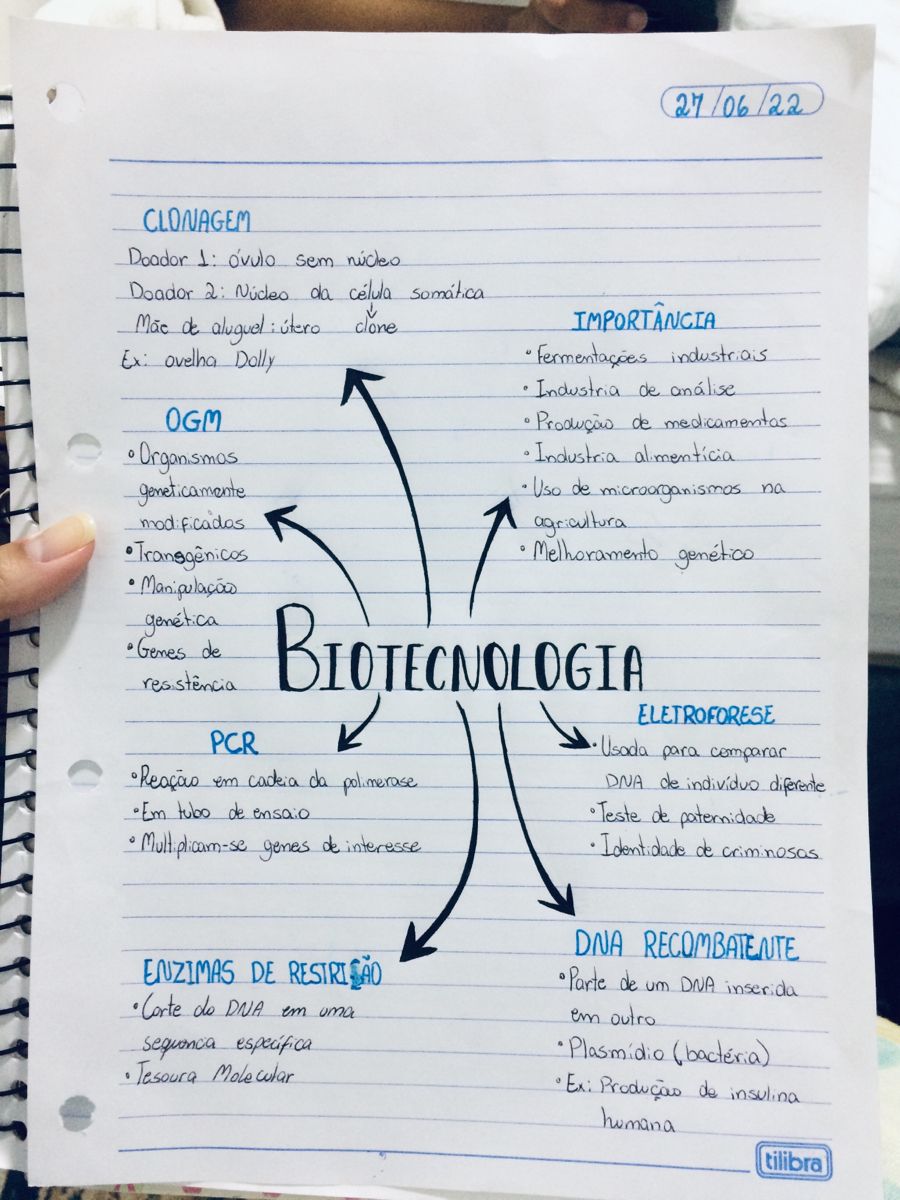 27/06/22
CLONAGEM
Doador 1: óvulo sem núcleo
Doador 2: Núcleo da célula somática
↓
Mãe de aluguel: útero clone
Ex: ovelha Dolly
IMPORTÂNCIA
• Fermentações industriais
• Industria de análise
• Produção de medicamentos
• Industria alimentícia
• Uso de microorganismos na
agricultura
• Melhoramento genético
OGM
• Organismos
geneticamente
modificados
• Transgênicos
• Manipulação
genética
• Genes de
resistência
BIOTECNOLOGIA
PCR
• Reação em cadeia da polimerase
• Em tubo de ensaio
• Multiplicam-se genes de interesse
ELETROFORESE
• Usada para comparar
DNA de indivíduo diferente
• Teste de paternidade
• Identidade de criminosos
ENZIMAS DE RESTRIÇÃO
• Corte do DNA em uma
sequenca específica
• Tesoura Molecular
DNA RECOMBATENTE
• Parte de um DNA inserida
em outro
• Plasmídio (bactéria)
• Ex: Produção de insulina
humana
tilibra